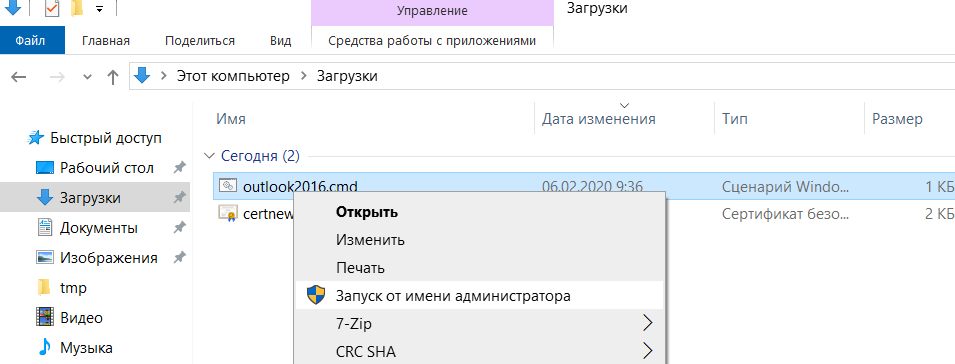 Управление
Загрузки
Файл
Главная
Поделиться
Вид
Средства работы с приложениями
Этот компьютер
Загрузки
Имя
Дата изменения
Тип
Размер
Быстрый доступ
Рабочий стол
Загрузки
Документы
Изображения
tmp
Видео
Музыка
Сегодня (2)
outlook2016.cmd
06.02.2020 9:36
Сценарий Windo...
1 КБ
certnew
Сертификат безо...
2 КБ
Открыть
Изменить
Печать
Запуск от имени администратора
7-Zip
CRC SHA